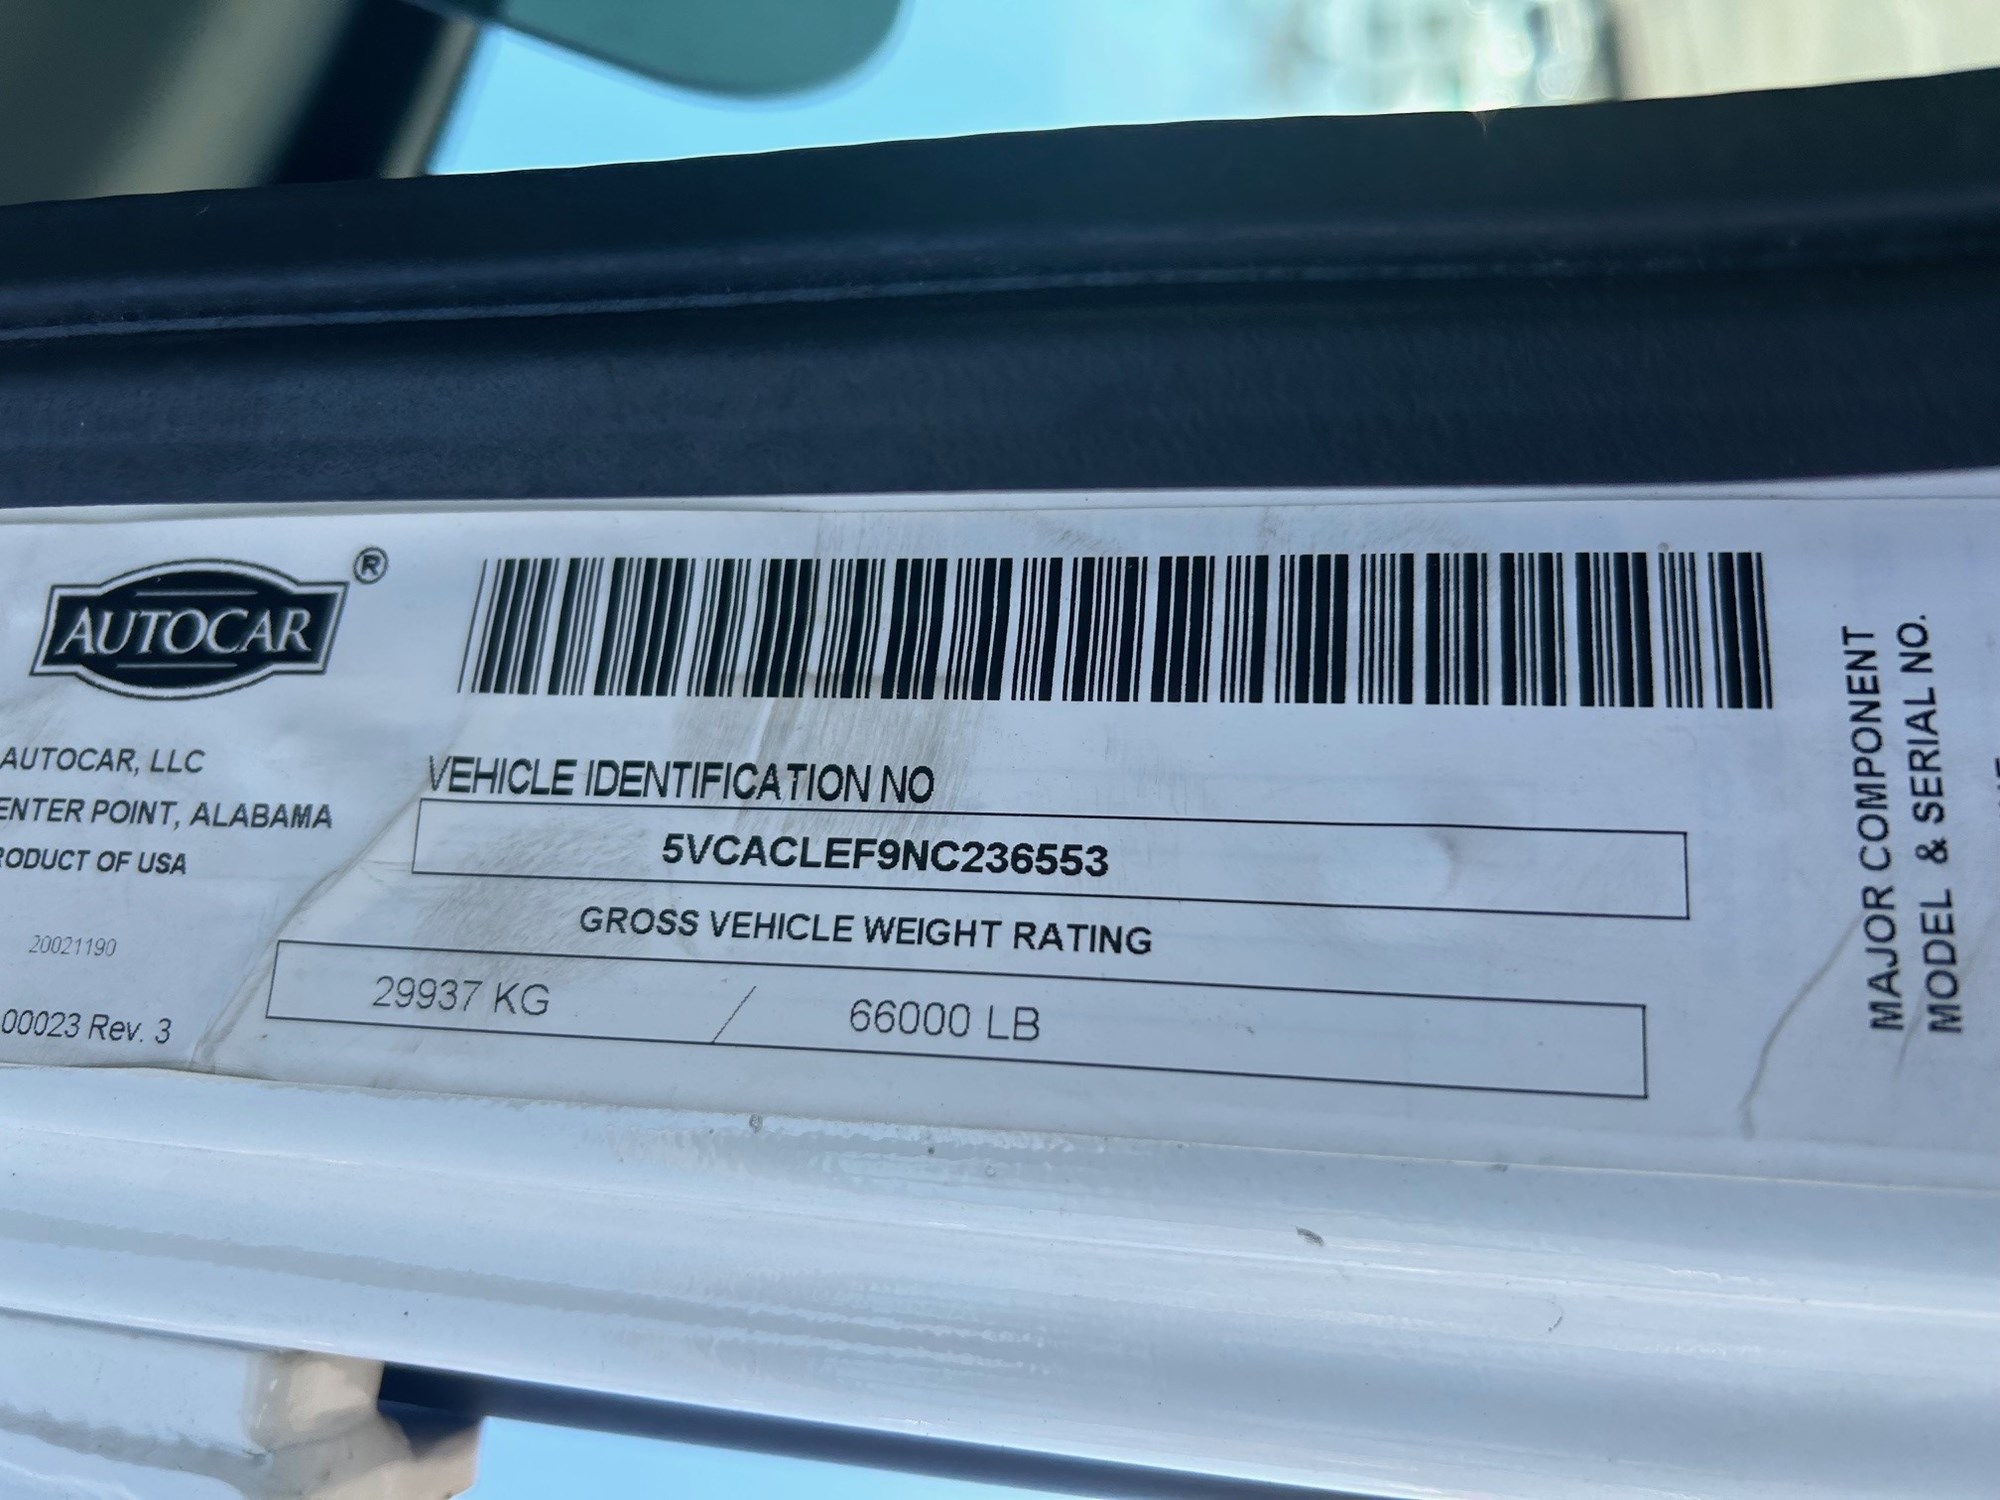 AUTOCAR®
AUTOCAR, LLC
ENTER POINT, ALABAMA
RODUCT OF USA
20021190
00023 Rev. 3
VEHICLE IDENTIFICATION NO
5VCACLEF9NC236553
GROSS VEHICLE WEIGHT RATING
29937 KG / 66000 LB
MAJOR COMPONENT
MODEL & SERIAL NO.